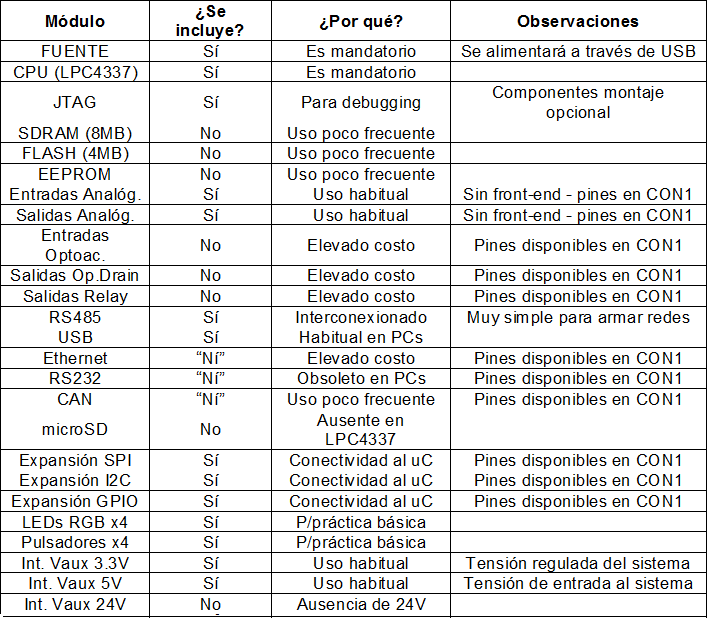 Módulo ¿Se incluye? ¿Por qué? Observaciones
FUENTE Sí Es mandatorio Se alimentará a través de USB
CPU (LPC4337) Sí Es mandatorio
JTAG Sí Para debugging Componentes montaje opcional
SDRAM (8MB) No Uso poco frecuente
FLASH (4MB) No Uso poco frecuente
EEPROM No Uso poco frecuente
Entradas Analóg. Sí Uso habitual Sin front-end - pines en CON1
Salidas Analóg. Sí Uso habitual Sin front-end - pines en CON1
Entradas Optoac. No Elevado costo Pines disponibles en CON1
Salidas Op.Drain No Elevado costo Pines disponibles en CON1
Salidas Relay No Elevado costo Pines disponibles en CON1
RS485 Sí Interconexionado Muy simple para armar redes
USB Sí Habitual en PCs
Ethernet “Ní” Elevado costo Pines disponibles en CON1
RS232 “Ní” Obsoleto en PCs Pines disponibles en CON1
CAN “Ní” Uso poco frecuente Pines disponibles en CON1
microSD No Ausente en LPC4337
Expansión SPI Sí Conectividad al uC Pines disponibles en CON1
Expansión I2C Sí Conectividad al uC Pines disponibles en CON1
Expansión GPIO Sí Conectividad al uC Pines disponibles en CON1
LEDs RGB x4 Sí P/práctica básica
Pulsadores x4 Sí P/práctica básica
Int. Vaux 3.3V Sí Uso habitual Tensión regulada del sistema
Int. Vaux 5V Sí Uso habitual Tensión de entrada al sistema
Int. Vaux 24V No Ausencia de 24V